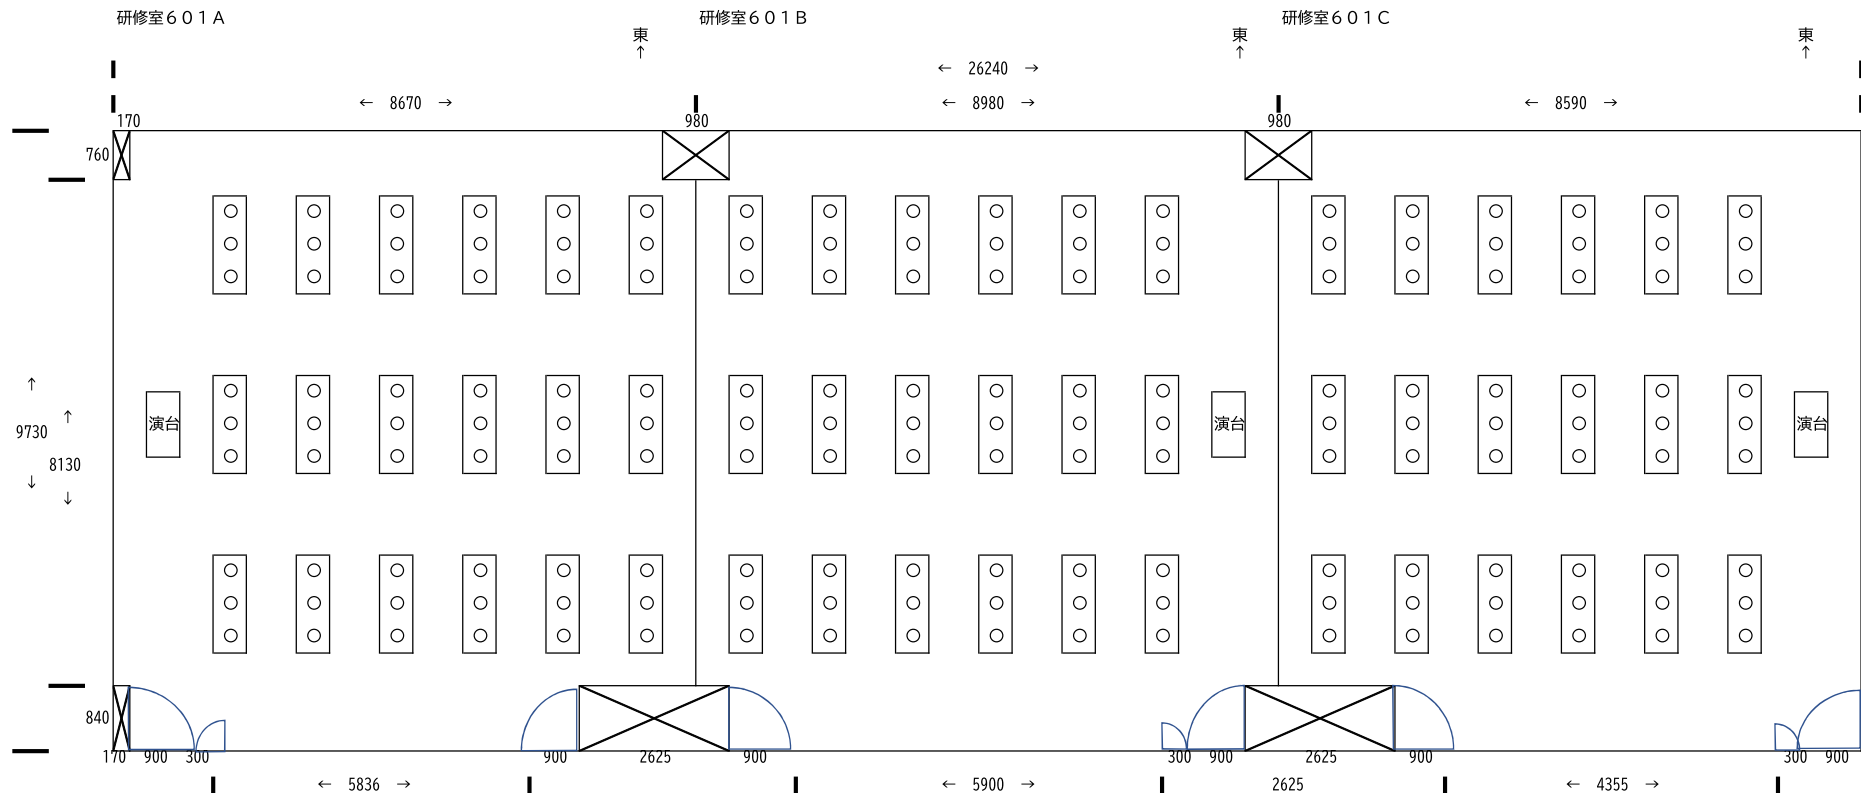 研修室６０１A 研修室６０１B 研修室６０１C
東 東 東
↑ ↑ ↑
← 26240 →
← 8670 → ← 8980 → ← 8590 →
170 980 980
760
↑
演台 演台 演台
↑
9730
8130
↓
↓
840
170 900 300 900 2625 900 300 900 2625 900 300 900
← 5836 → ← 5900 → 2625 ← 4355 →